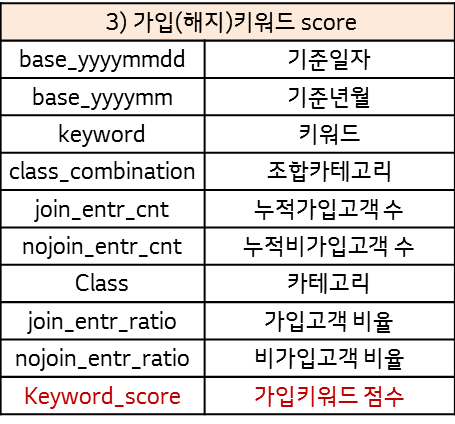 3) 가입(해지)키워드 score
base_yyyymmdd 기준일자
base_yyyymm 기준년월
keyword 키워드
class_combination 조합카테고리
join_entr_cnt 누적가입고객 수
nojoin_entr_cnt 누적비가입고객 수
Class 카테고리
join_entr_ratio 가입고객 비율
nojoin_entr_ratio 비가입고객 비율
Keyword_score 가입키워드 점수